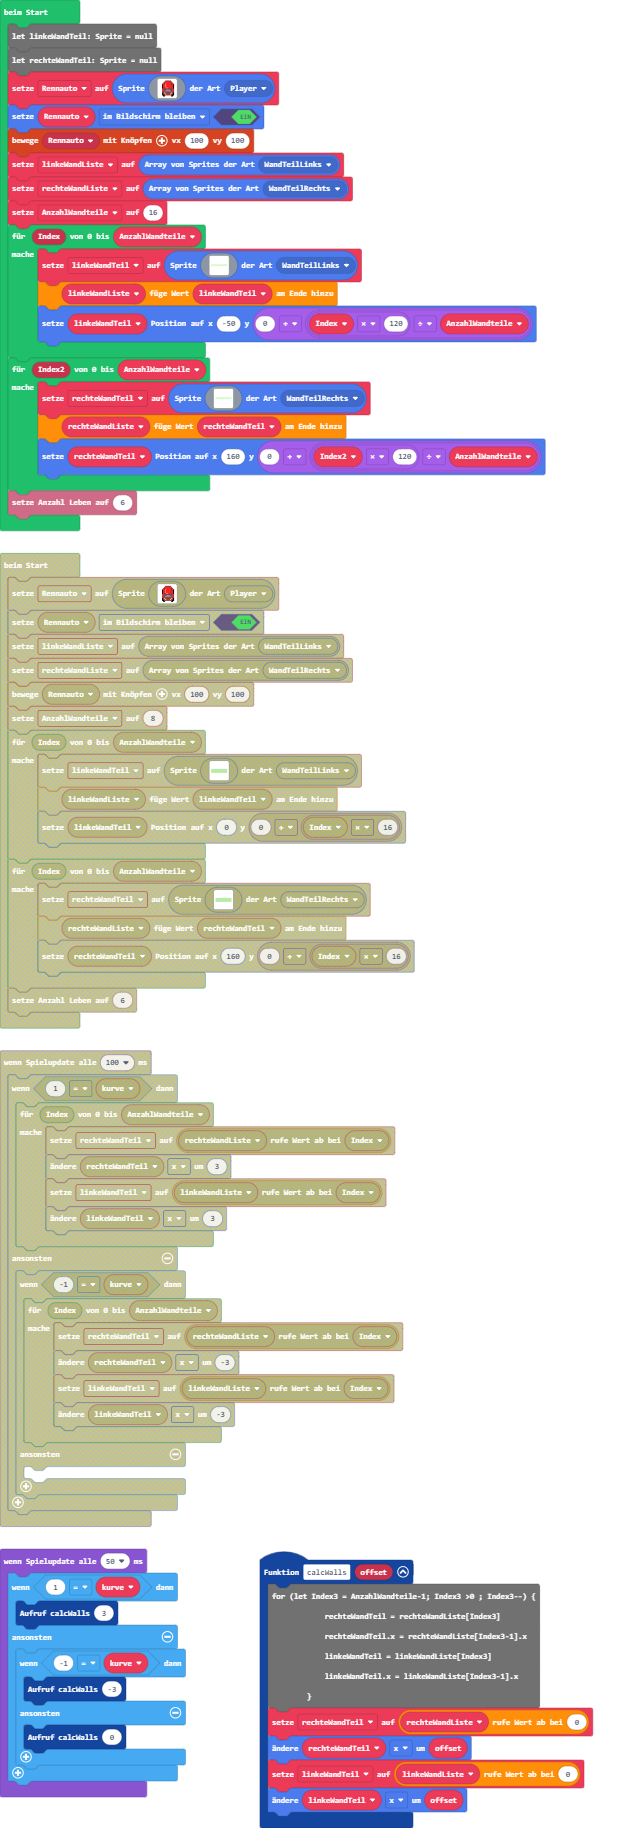 beim Start
let linkeWandTeil: Sprite = null
let rechteWandTeil: Sprite = null
setze Rennauto auf Sprite der Art Player
setze Rennauto im Bildschirm bleiben EIN
bewege Rennauto mit Knöpfen vx 100 vy 100
setze linkeWandListe auf Array von Sprites der Art WandTeilLinks
setze rechteWandListe auf Array von Sprites der Art WandTeilRechts
setze AnzahlWandteile auf 16
für Index von 0 bis AnzahlWandteile
mache
setze linkeWandTeil auf Sprite der Art WandTeilLinks
linkeWandListe füge Wert linkeWandTeil am Ende hinzu
setze linkeWandTeil Position auf x -50 y 0 + Index × 120 ÷ AnzahlWandteile
für Index2 von 0 bis AnzahlWandteile
mache
setze rechteWandTeil auf Sprite der Art WandTeilRechts
rechteWandListe füge Wert rechteWandTeil am Ende hinzu
setze rechteWandTeil Position auf x 160 y 0 + Index2 × 120 ÷ AnzahlWandteile
setze Anzahl Leben auf 6
beim Start
setze Rennauto auf Sprite der Art Player
setze Rennauto im Bildschirm bleiben EIN
setze linkeWandListe auf Array von Sprites der Art WandTeilLinks
setze rechteWandListe auf Array von Sprites der Art WandTeilRechts
bewege Rennauto mit Knöpfen vx 100 vy 100
setze AnzahlWandteile auf 8
für Index von 0 bis AnzahlWandteile
mache
setze linkeWandTeil auf Sprite der Art WandTeilLinks
linkeWandListe füge Wert linkeWandTeil am Ende hinzu
setze linkeWandTeil Position auf x 0 y 0 + Index × 16
für Index von 0 bis AnzahlWandteile
mache
setze rechteWandTeil auf Sprite der Art WandTeilRechts
rechteWandListe füge Wert rechteWandTeil am Ende hinzu
setze rechteWandTeil Position auf x 160 y 0 + Index × 16
setze Anzahl Leben auf 6
wenn Spielupdate alle 100 ms
wenn 1 = kurve dann
für Index von 0 bis AnzahlWandteile
mache
setze rechteWandTeil auf rechteWandListe rufe Wert ab bei Index
ändere rechteWandTeil x um 3
setze linkeWandTeil auf linkeWandListe rufe Wert ab bei Index
ändere linkeWandTeil x um 3
ansonsten
wenn -1 = kurve dann
für Index von 0 bis AnzahlWandteile
mache
setze rechteWandTeil auf rechteWandListe rufe Wert ab bei Index
ändere rechteWandTeil x um -3
setze linkeWandTeil auf linkeWandListe rufe Wert ab bei Index
ändere linkeWandTeil x um -3
ansonsten
wenn Spielupdate alle 50 ms
wenn 1 = kurve dann
Aufruf calcWalls 3
ansonsten
wenn -1 = kurve dann
Aufruf calcWalls -3
ansonsten
Aufruf calcWalls 0
Funktion calcWalls offset
for (let Index3 = AnzahlWandteile-1; Index3 >0 ; Index3--) {
rechteWandTeil = rechteWandListe[Index3]
rechteWandTeil.x = rechteWandListe[Index3-1].x
linkeWandTeil = linkeWandListe[Index3]
linkeWandTeil.x = linkeWandListe[Index3-1].x
}
setze rechteWandTeil auf rechteWandListe rufe Wert ab bei 0
ändere rechteWandTeil x um offset
setze linkeWandTeil auf linkeWandListe rufe Wert ab bei 0
ändere linkeWandTeil x um offset